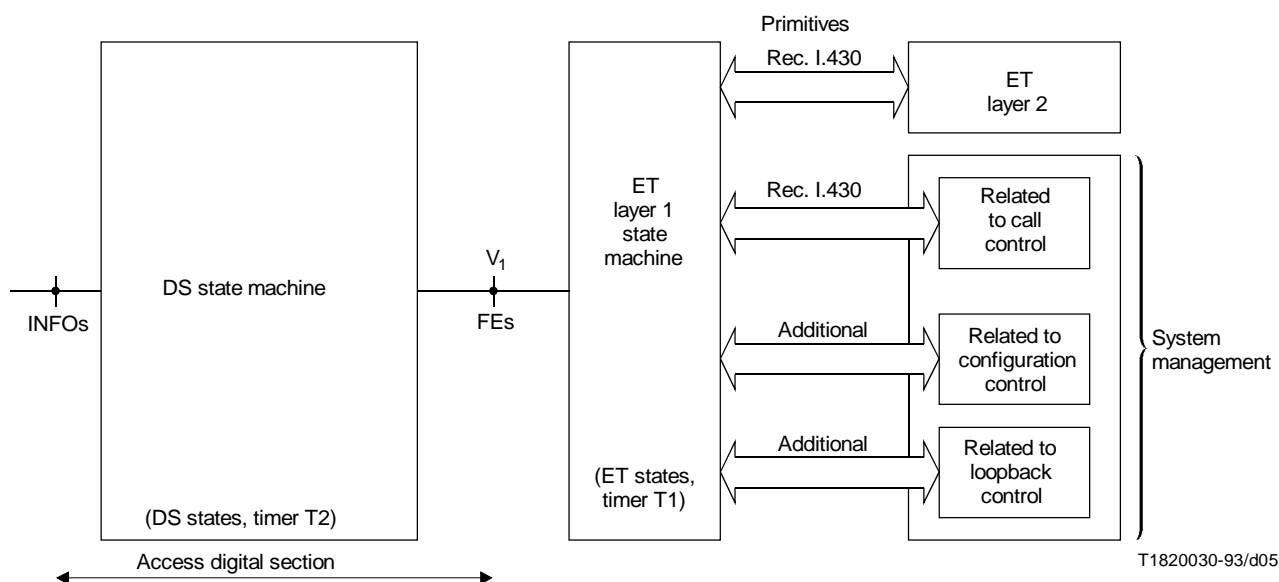 Primitives
Rec. I.430
ET
layer 2
ET
layer 1
state
machine
Rec. I.430
Related
to call
control
V1
DS state machine
INFOs
FEs
Additional
Related to
configuration
control
System
management
Additional
Related to
loopback
control
(ET states,
timer T1)
(DS states, timer T2)
Access digital section
T1820030-93/d05